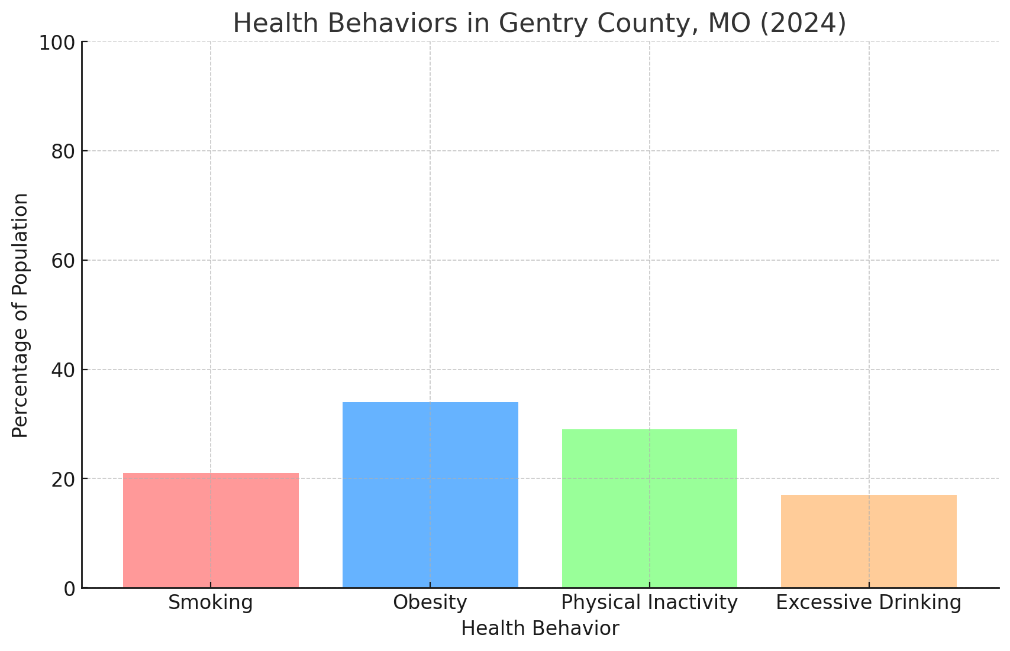 Health Behaviors in Gentry County, MO (2024)
Percentage of Population
100
80
60
40
20
0
Smoking Obesity Physical Inactivity Excessive Drinking
Health Behavior